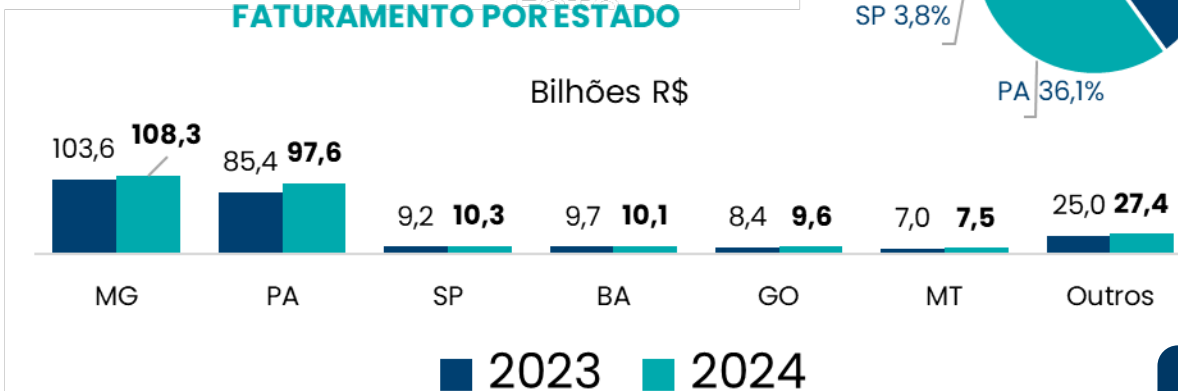 FATURAMENTO POR ESTADO
SP 3,8%
PA 36,1%
Bilhões R$
103,6 108,3 85,4 97,6 9,2 10,3 9,7 10,1 8,4 9,6 7,0 7,5 25,0 27,4
MG PA SP BA GO MT Outros
2023 2024